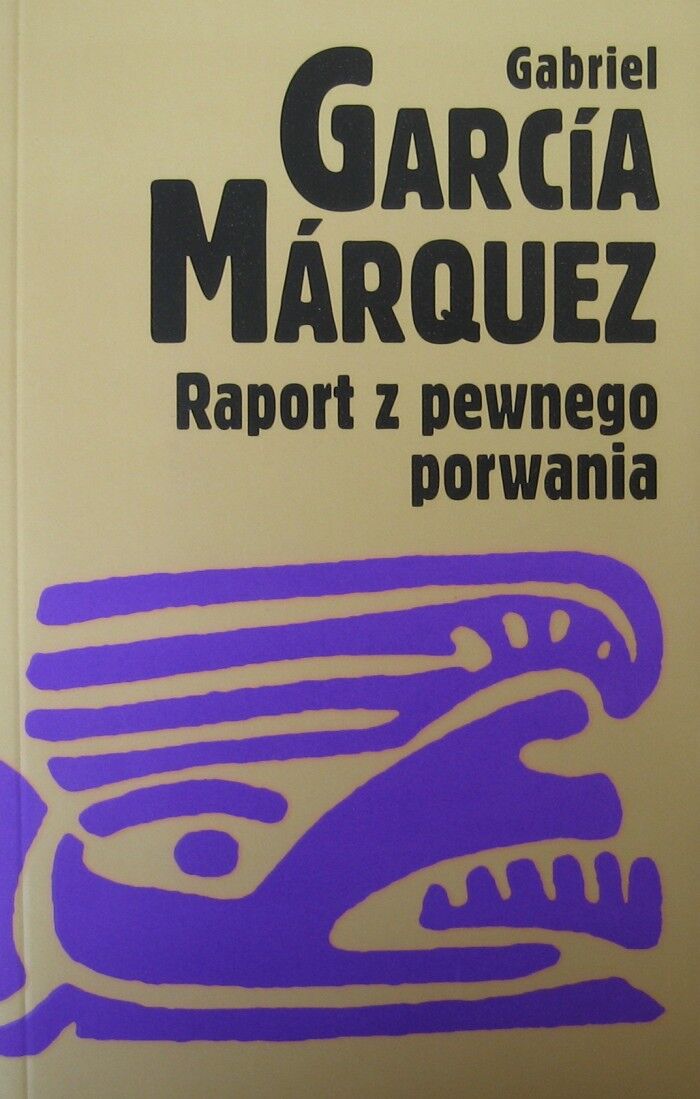 Gabriel
GARCÍA
MÁRQUEZ
Raport z pewnego
porwania